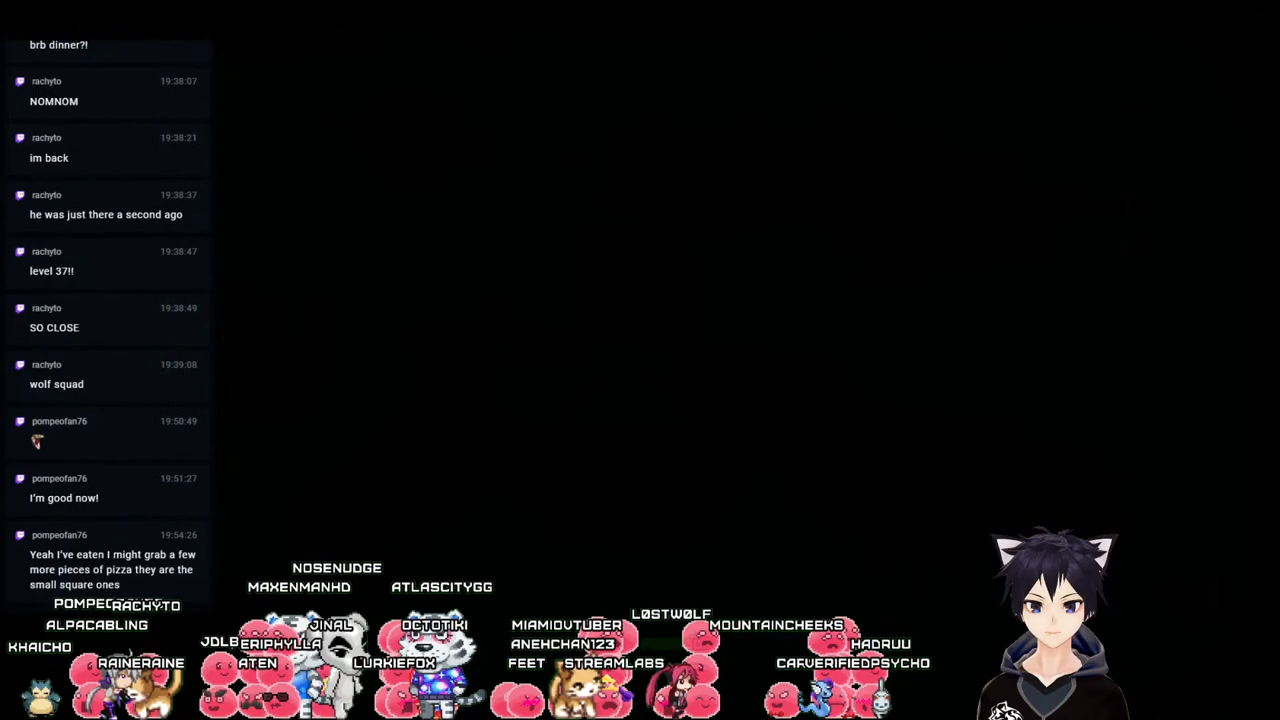 brb dinner?!
rachyto 19:38:07
NOMNOM
rachyto 19:38:21
im back
rachyto 19:38:37
he was just there a second ago
rachyto 19:38:47
level 37!!
rachyto 19:38:49
SO CLOSE
rachyto 19:39:08
wolf squad
pompeofan76 19:50:49
pompeofan76 19:51:27
I'm good now!
pompeofan76 19:54:26
Yeah I've eaten I might grab a few
more pieces of pizza they are the
small square ones
NOSENUDGE
MAXENMANHD ATLASCITYGG
RACHYTO
L0STW0LF
ALPACABLING JINAL OCTOTIKI MIAMIDVTUBER MOUNTAINCHEEKS
KHAICHO ERIPHYLLA ANEHCHAN123 HADRUU
RAINERAINE ATEN LURKIEFOX FEET STREAMLABS